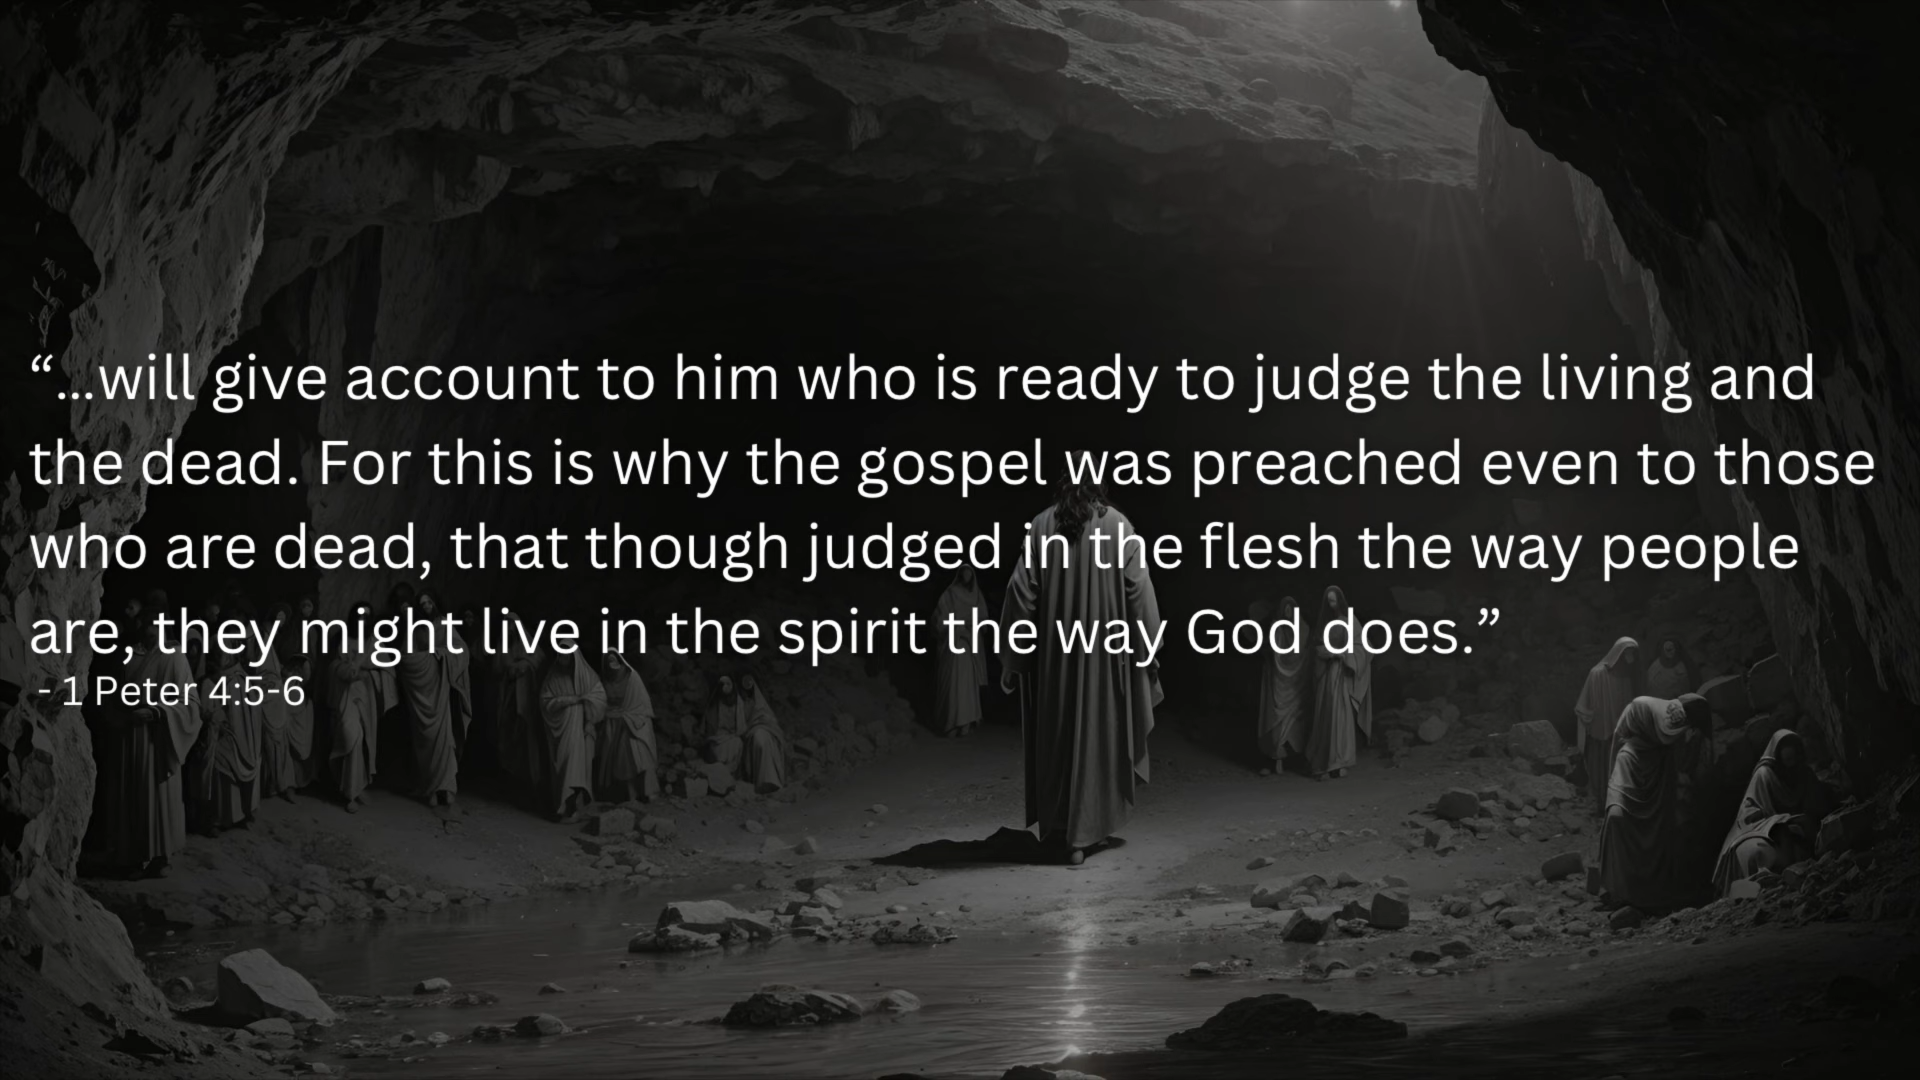 “…will give account to him who is ready to judge the living and
the dead. For this is why the gospel was preached even to those
who are dead, that though judged in the flesh the way people
are, they might live in the spirit the way God does.”
- 1 Peter 4:5-6